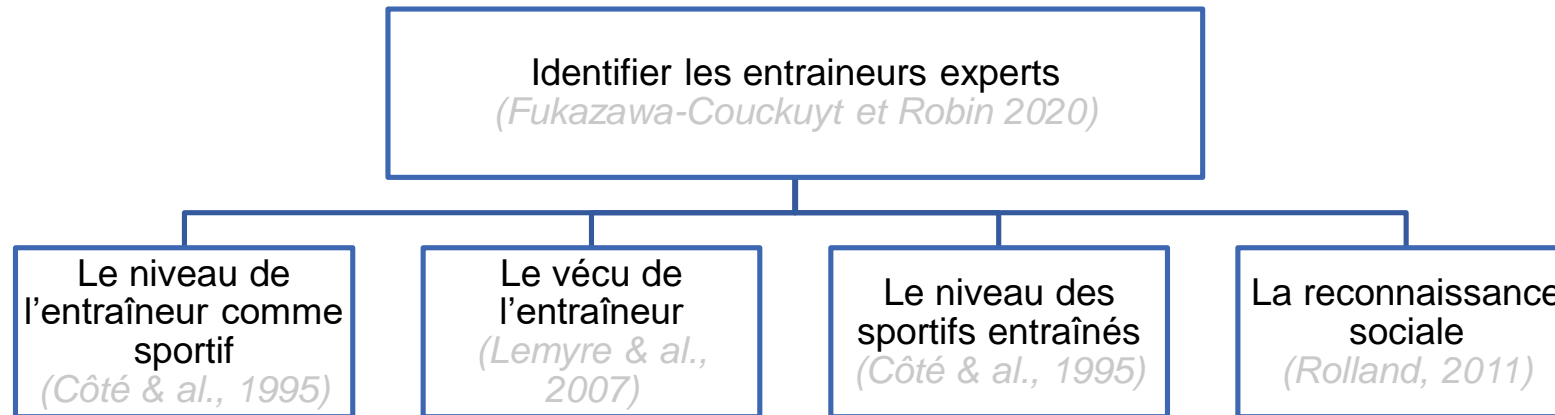 Identifier les entraineurs experts
(Fukazawa-Couckuyt et Robin 2020)
Le niveau de
l’entraîneur comme
sportif
(Côté & al., 1995)
Le vécu de
l’entraîneur
(Lemyre & al.,
2007)
Le niveau des
sportifs entraînés
(Côté & al., 1995)
La reconnaissance
sociale
(Rolland, 2011)